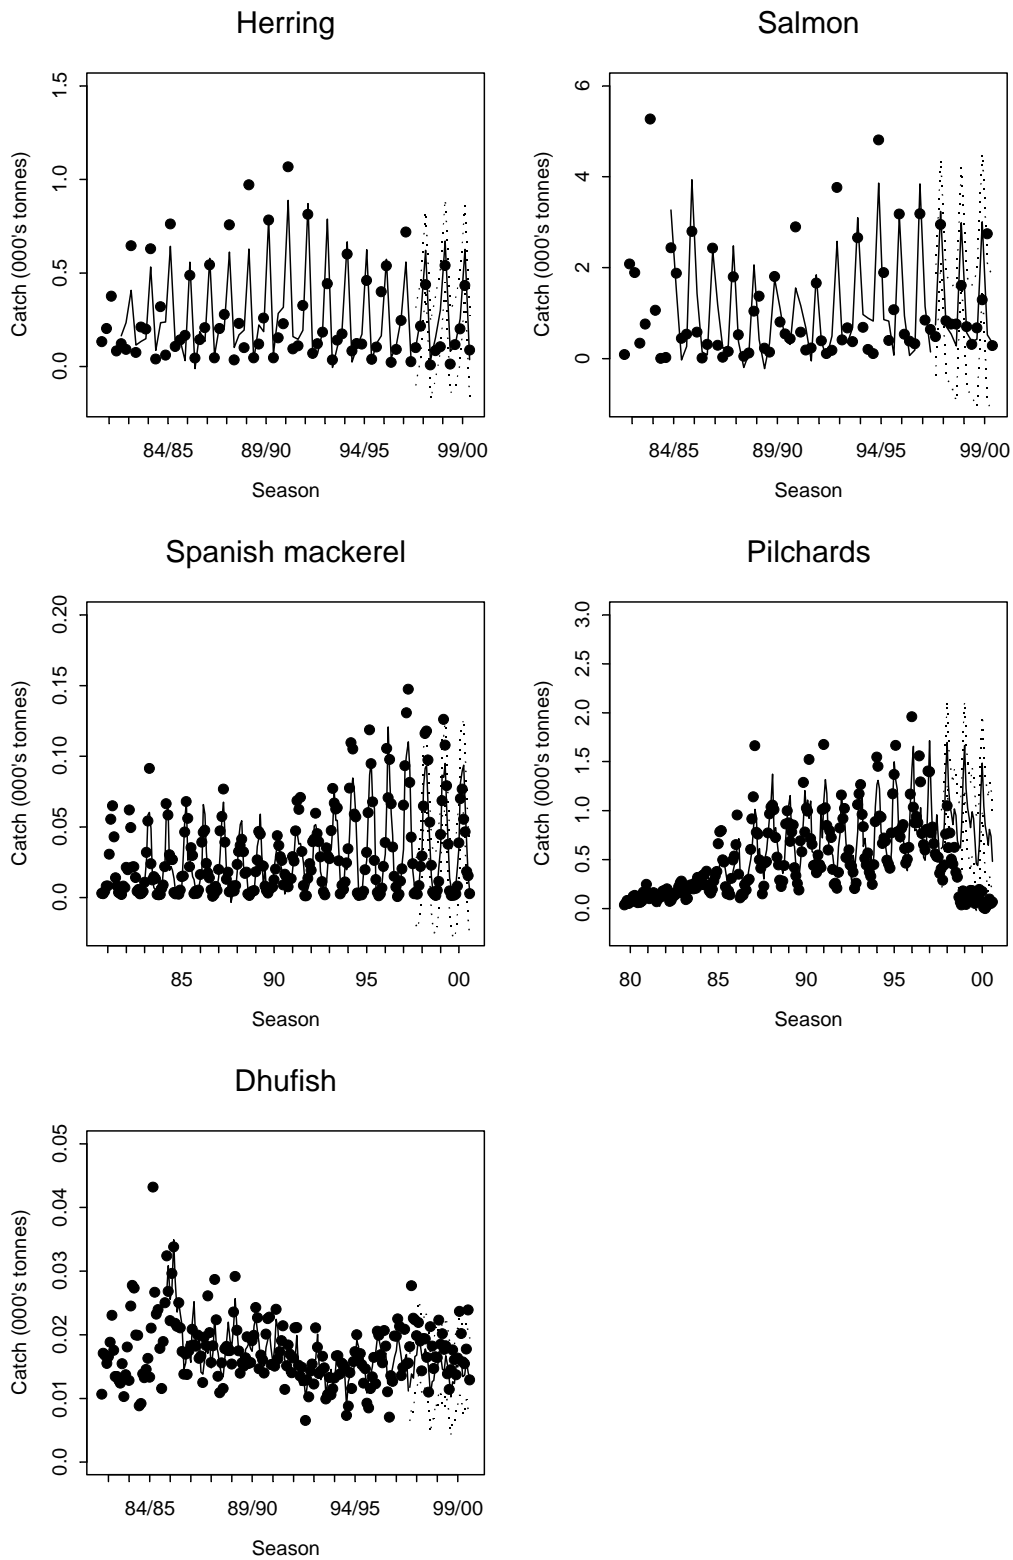 Herring
Catch (000's tonnes)
1.5
1.0
0.5
0.0
84/85 89/90 94/95 99/00
Season
Salmon
Catch (000's tonnes)
6
4
2
0
84/85 89/90 94/95 99/00
Season
Spanish mackerel
Catch (000's tonnes)
0.20
0.15
0.10
0.05
0.0
85 90 95 00
Season
Pilchards
Catch (000's tonnes)
3.0
2.5
2.0
1.5
1.0
0.5
0.0
80 85 90 95 00
Season
Dhufish
Catch (000's tonnes)
0.05
0.04
0.03
0.02
0.01
0.0
84/85 89/90 94/95 99/00
Season